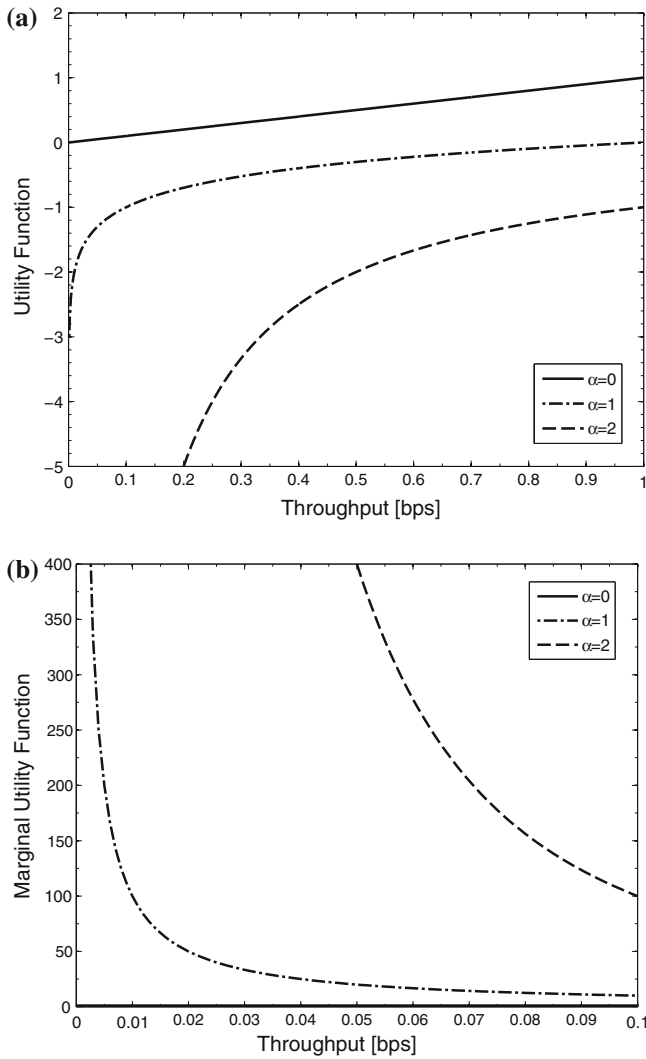 (a)
2
1
0
−1
−2
−3
−4
−5
Utility Function
α=0
α=1
α=2
0 0.1 0.2 0.3 0.4 0.5 0.6 0.7 0.8 0.9 1
Throughput [bps]
(b)
400
350
300
250
200
150
100
50
0
Marginal Utility Function
α=0
α=1
α=2
0 0.01 0.02 0.03 0.04 0.05 0.06 0.07 0.08 0.09 0.1
Throughput [bps]